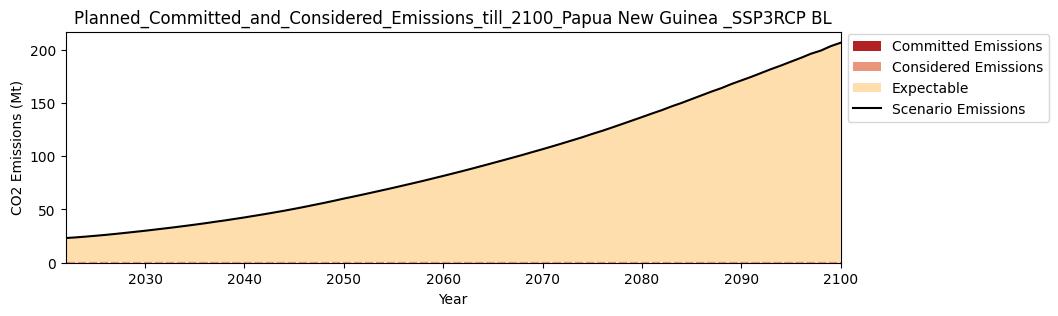 Planned_Committed_and_Considered_Emissions_till_2100_Papua New Guinea _SSP3RCP BL
200
150
100
50
0
CO2 Emissions (Mt)
2030 2040 2050 2060 2070 2080 2090 2100
Year
Committed Emissions
Considered Emissions
Expectable
Scenario Emissions